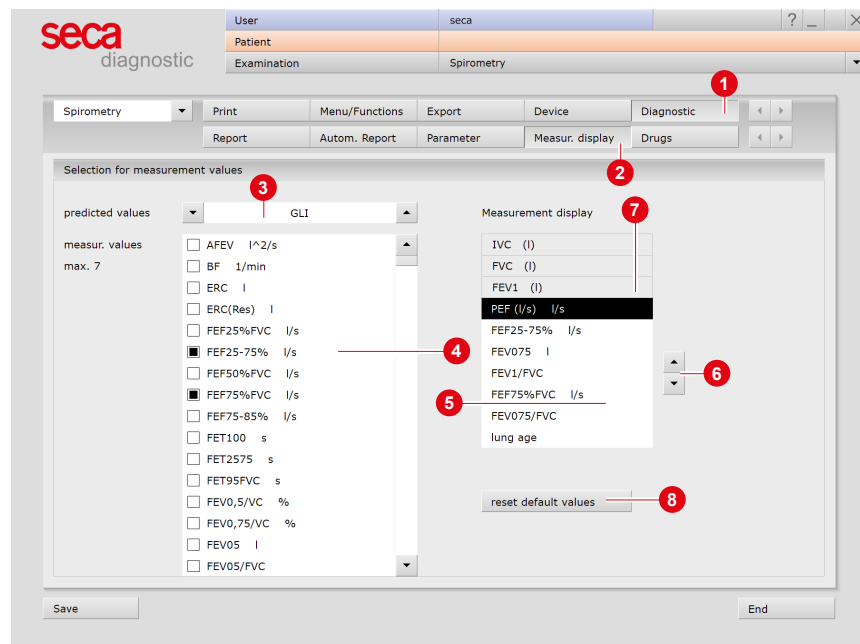 seca
diagnostic
User seca ? _ X
Patient
Examination Spirometry
1
Spirometry Print Menu/Functions Export Device Diagnostic
Report Autom. Report Parameter Measur. display Drugs
2
Selection for measurement values
3
7
predicted values GLI Measurement display
measur. values AFEV l^2/s IVC (l)
max. 7 BF 1/min FVC (l)
ERC l FEV1 (l)
ERC(Res) l PEF (l/s) l/s
FEF25%FVC l/s FEF25-75% l/s
FEF25-75% l/s 4 FEV075 l
FEF50%FVC l/s FEV1/FVC 6
FEF75%FVC l/s 5 FEF75%FVC l/s
FEF75-85% l/s FEV075/FVC
FET100 s lung age
FET2575 s
FET95FVC s
FEV0,5/VC % reset default values 8
FEV0,75/VC %
FEV05 l
FEV05/FVC
Save End